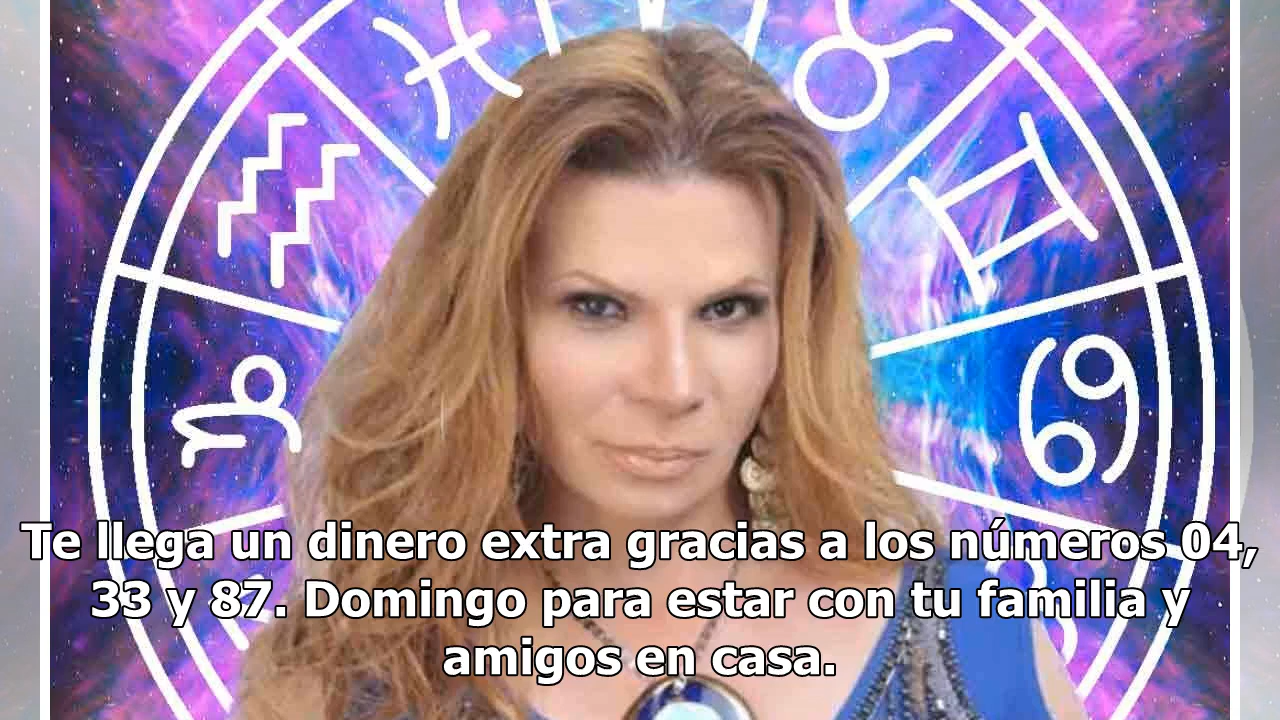 Te llega un dinero extra gracias a los números 04,
33 y 87. Domingo para estar con tu familia y
amigos en casa.